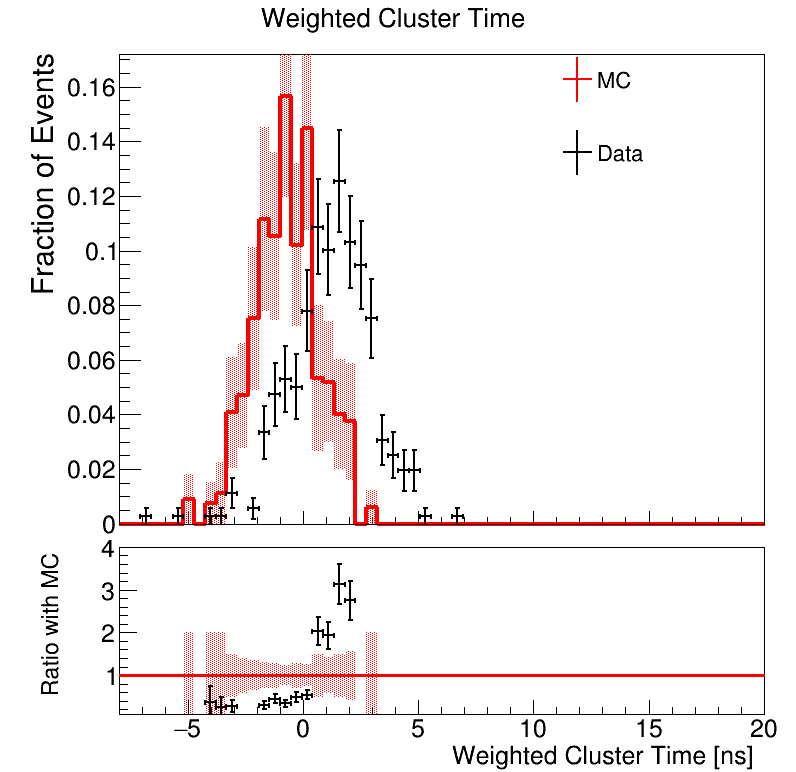 Weighted Cluster Time
Fraction of Events
0.16
0.14
0.12
0.1
0.08
0.06
0.04
0.02
0
MC
Data
Ratio with MC
4
3
2
1
−5 0 5 10 15 20
Weighted Cluster Time [ns]